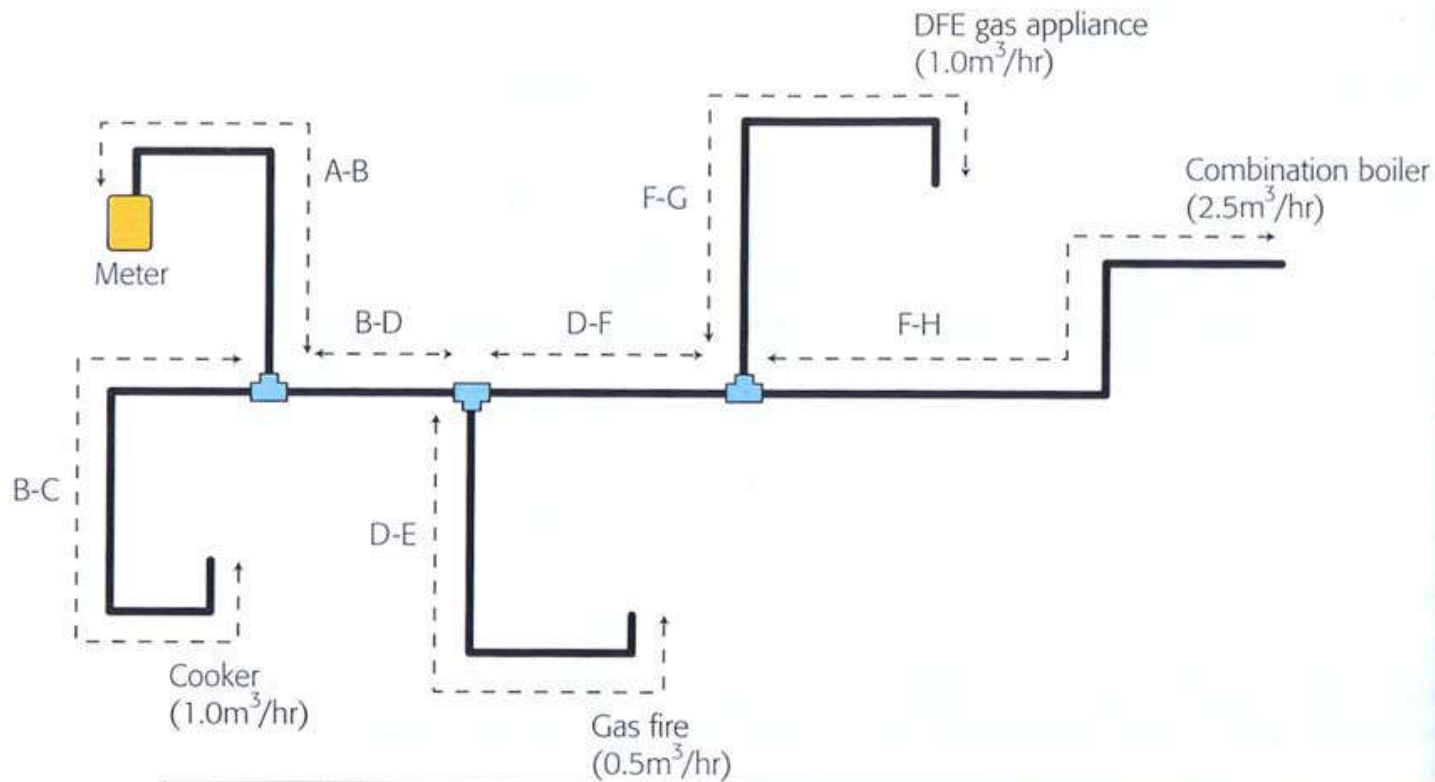 DFE gas appliance
(1.0m³/hr)
A-B
F-G
Combination boiler
(2.5m³/hr)
Meter
B-D
D-F
F-H
B-C
D-E
Cooker
(1.0m³/hr)
Gas fire
(0.5m³/hr)